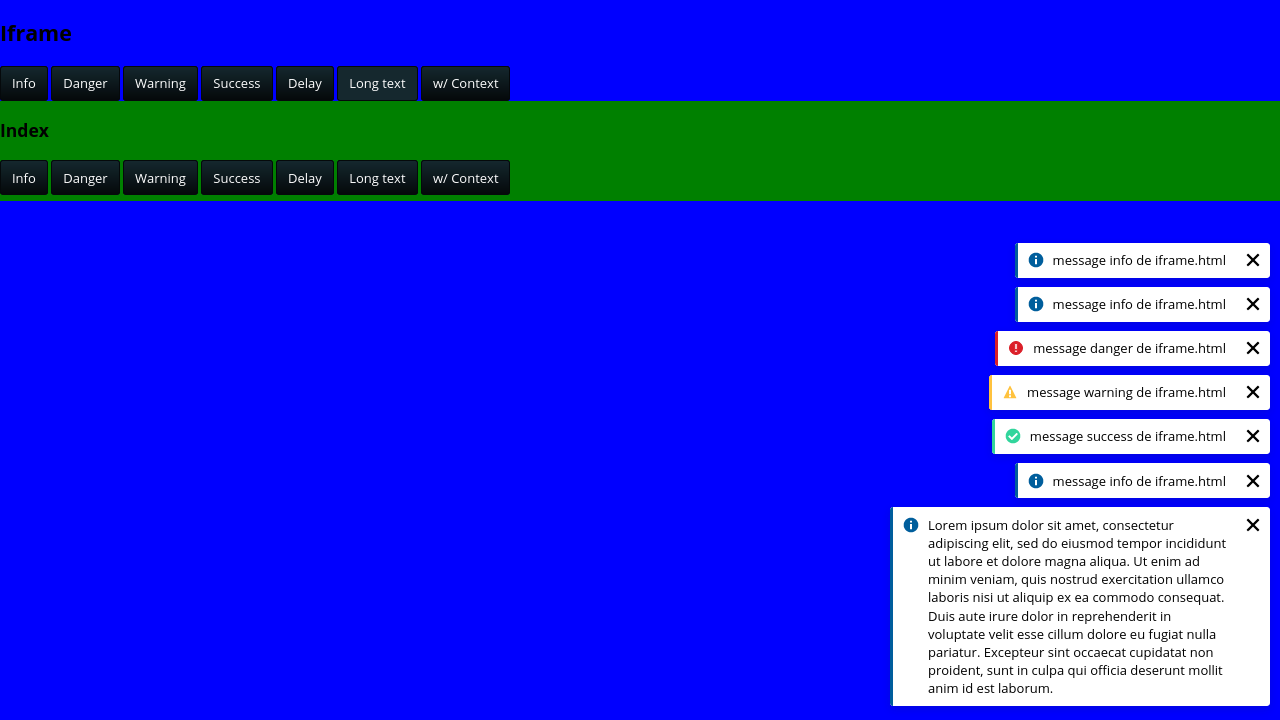 Iframe
Info Danger Warning Success Delay Long text w/ Context
Index
Info Danger Warning Success Delay Long text w/ Context
message info de iframe.html
message info de iframe.html
message danger de iframe.html
message warning de iframe.html
message success de iframe.html
message info de iframe.html
Lorem ipsum dolor sit amet, consectetur
adipiscing elit, sed do eiusmod tempor incididunt
ut labore et dolore magna aliqua. Ut enim ad
minim veniam, quis nostrud exercitation ullamco
laboris nisi ut aliquip ex ea commodo consequat.
Duis aute irure dolor in reprehenderit in
voluptate velit esse cillum dolore eu fugiat nulla
pariatur. Excepteur sint occaecat cupidatat non
proident, sunt in culpa qui officia deserunt mollit
anim id est laborum.